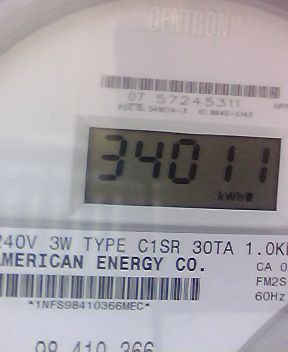 CENTRON®
07 57245311
34011
kWh
240V 3W TYPE C1SR 30TA 1.0K
AMERICAN ENERGY CO.
CA 0
FM2S
60Hz
*1NFS98410366MEC*
98 410 366